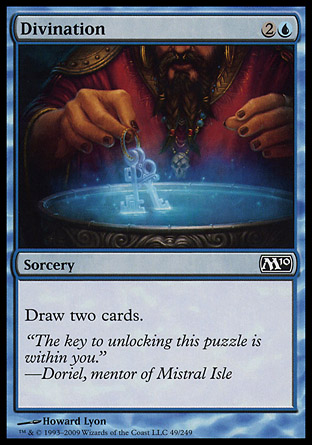 Divination 2
Sorcery M10
Draw two cards.
“The key to unlocking this puzzle is
within you.”
—Doriel, mentor of Mistral Isle
Howard Lyon
™ & © 1993–2009 Wizards of the Coast LLC 49/249